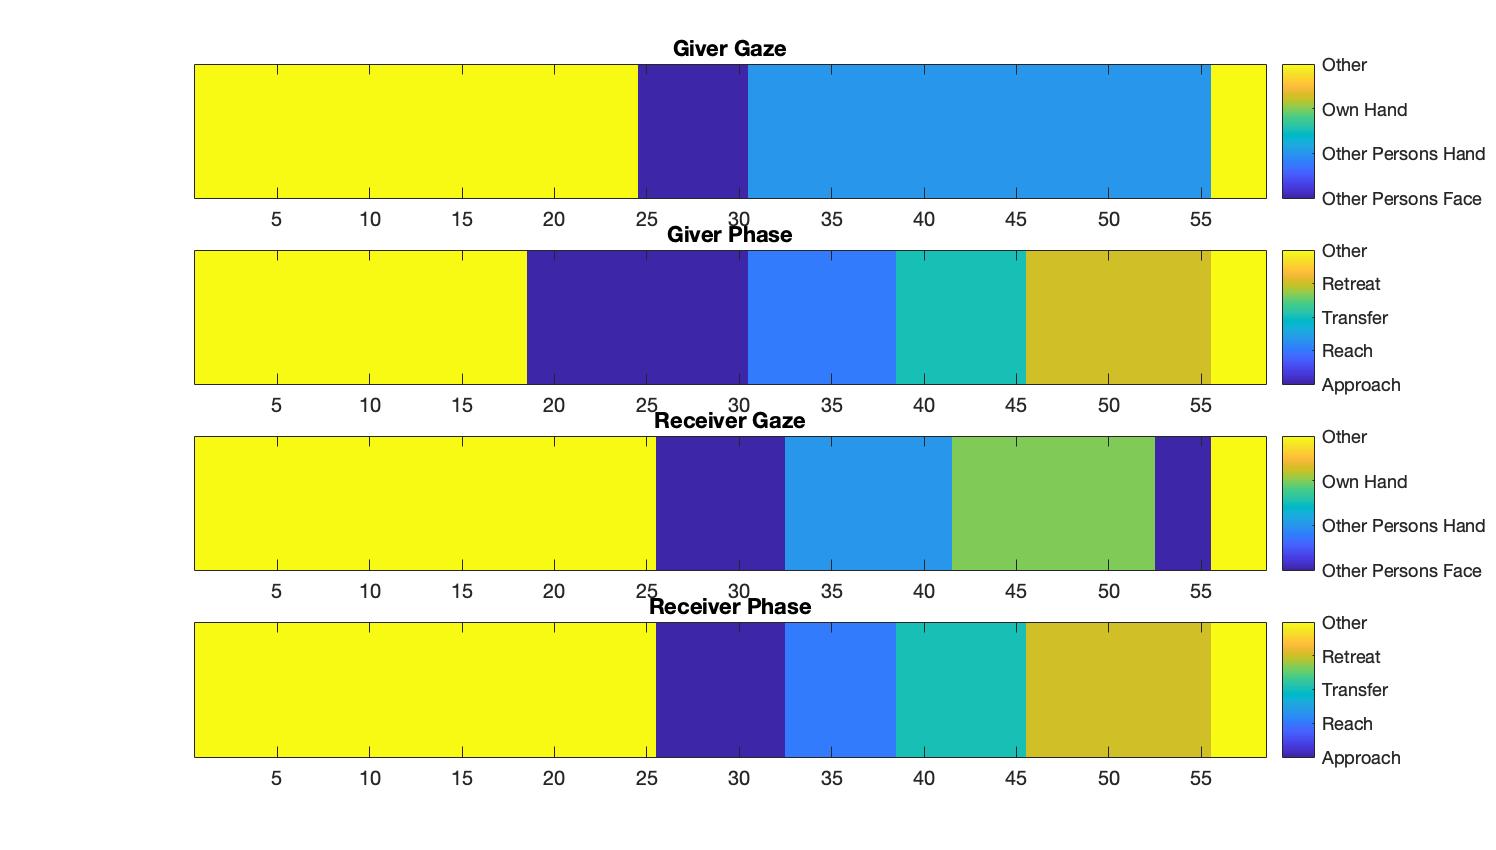 Giver Gaze
Other
Own Hand
Other Persons Hand
Other Persons Face
5 10 15 20 25 30 35 40 45 50 55
Giver Phase
Other
Retreat
Transfer
Reach
Approach
5 10 15 20 25 30 35 40 45 50 55
Receiver Gaze
Other
Own Hand
Other Persons Hand
Other Persons Face
5 10 15 20 25 30 35 40 45 50 55
Receiver Phase
Other
Retreat
Transfer
Reach
Approach
5 10 15 20 25 30 35 40 45 50 55